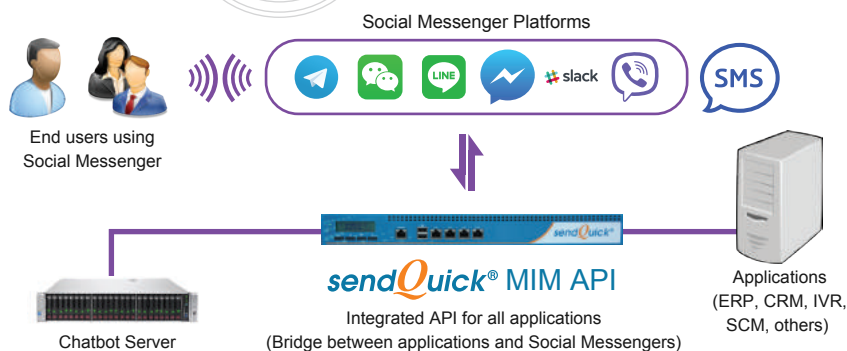 Social Messenger Platforms
LINE
slack
SMS
End users using
Social Messenger
sendQuick®
sendQuick® MIM API
Integrated API for all applications
(Bridge between applications and Social Messengers)
Chatbot Server
Applications
(ERP, CRM, IVR,
SCM, others)